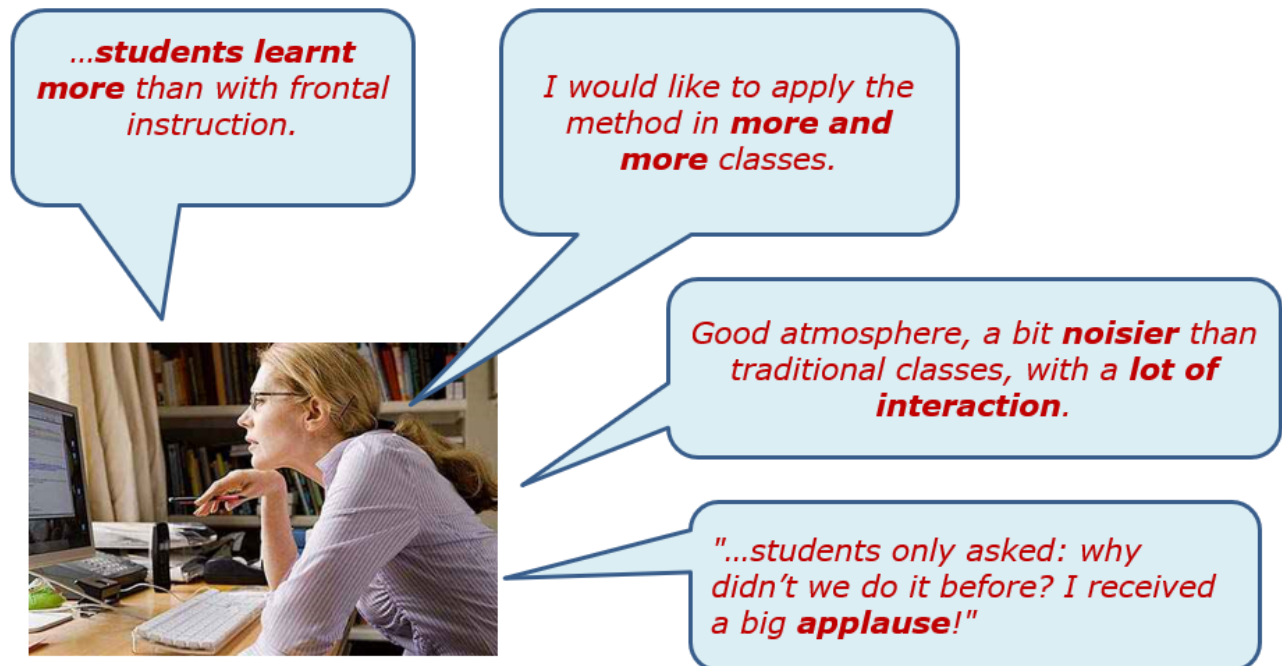 ...students learnt
more than with frontal
instruction.
I would like to apply the
method in more and
more classes.
Good atmosphere, a bit noisier than
traditional classes, with a lot of
interaction.
"...students only asked: why
didn't we do it before? I received
a big applause!"